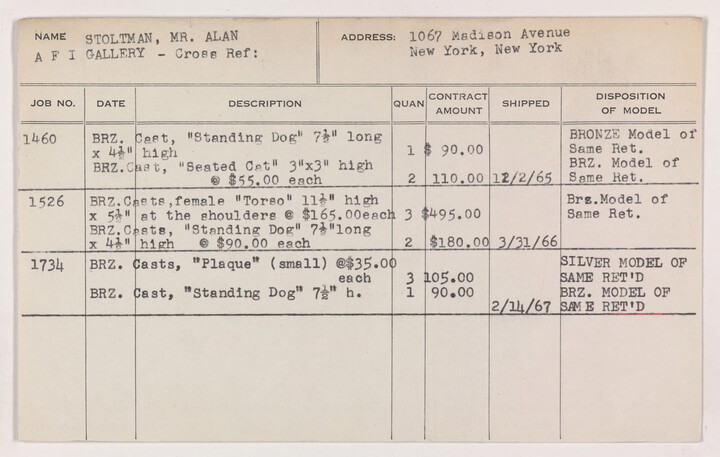 NAME STOLTMAN, MR. ALAN ADDRESS: 1067 Madison Avenue
A F I GALLERY - Cross Ref: New York, New York
JOB NO. DATE DESCRIPTION QUAN CONTRACT AMOUNT SHIPPED DISPOSITION OF MODEL
1460 BRZ. Cast, "Standing Dog" 7½" long BRONZE Model of
x 4½" high 1 $ 90.00 Same Ret.
BRZ.Cast, "Seated Cat" 3"x3" high BRZ. Model of
@ $55.00 each 2 110.00 12/2/65 Same Ret.
1526 BRZ.Casts,female "Torso" 11½" high Brz.Model of
x 5½" at the shoulders @ $165.00each 3 $495.00 Same Ret.
BRZ.Casts, "Standing Dog" 7½"long
x 4½" high @ $90.00 each 2 $180.00 3/31/66
1734 BRZ. Casts, "Plaque" (small) @$35.00 SILVER MODEL OF
each 3 105.00 SAME RET'D
BRZ. Cast, "Standing Dog" 7½" h. 1 90.00 BRZ. MODEL OF
2/14/67 SAME RET'D